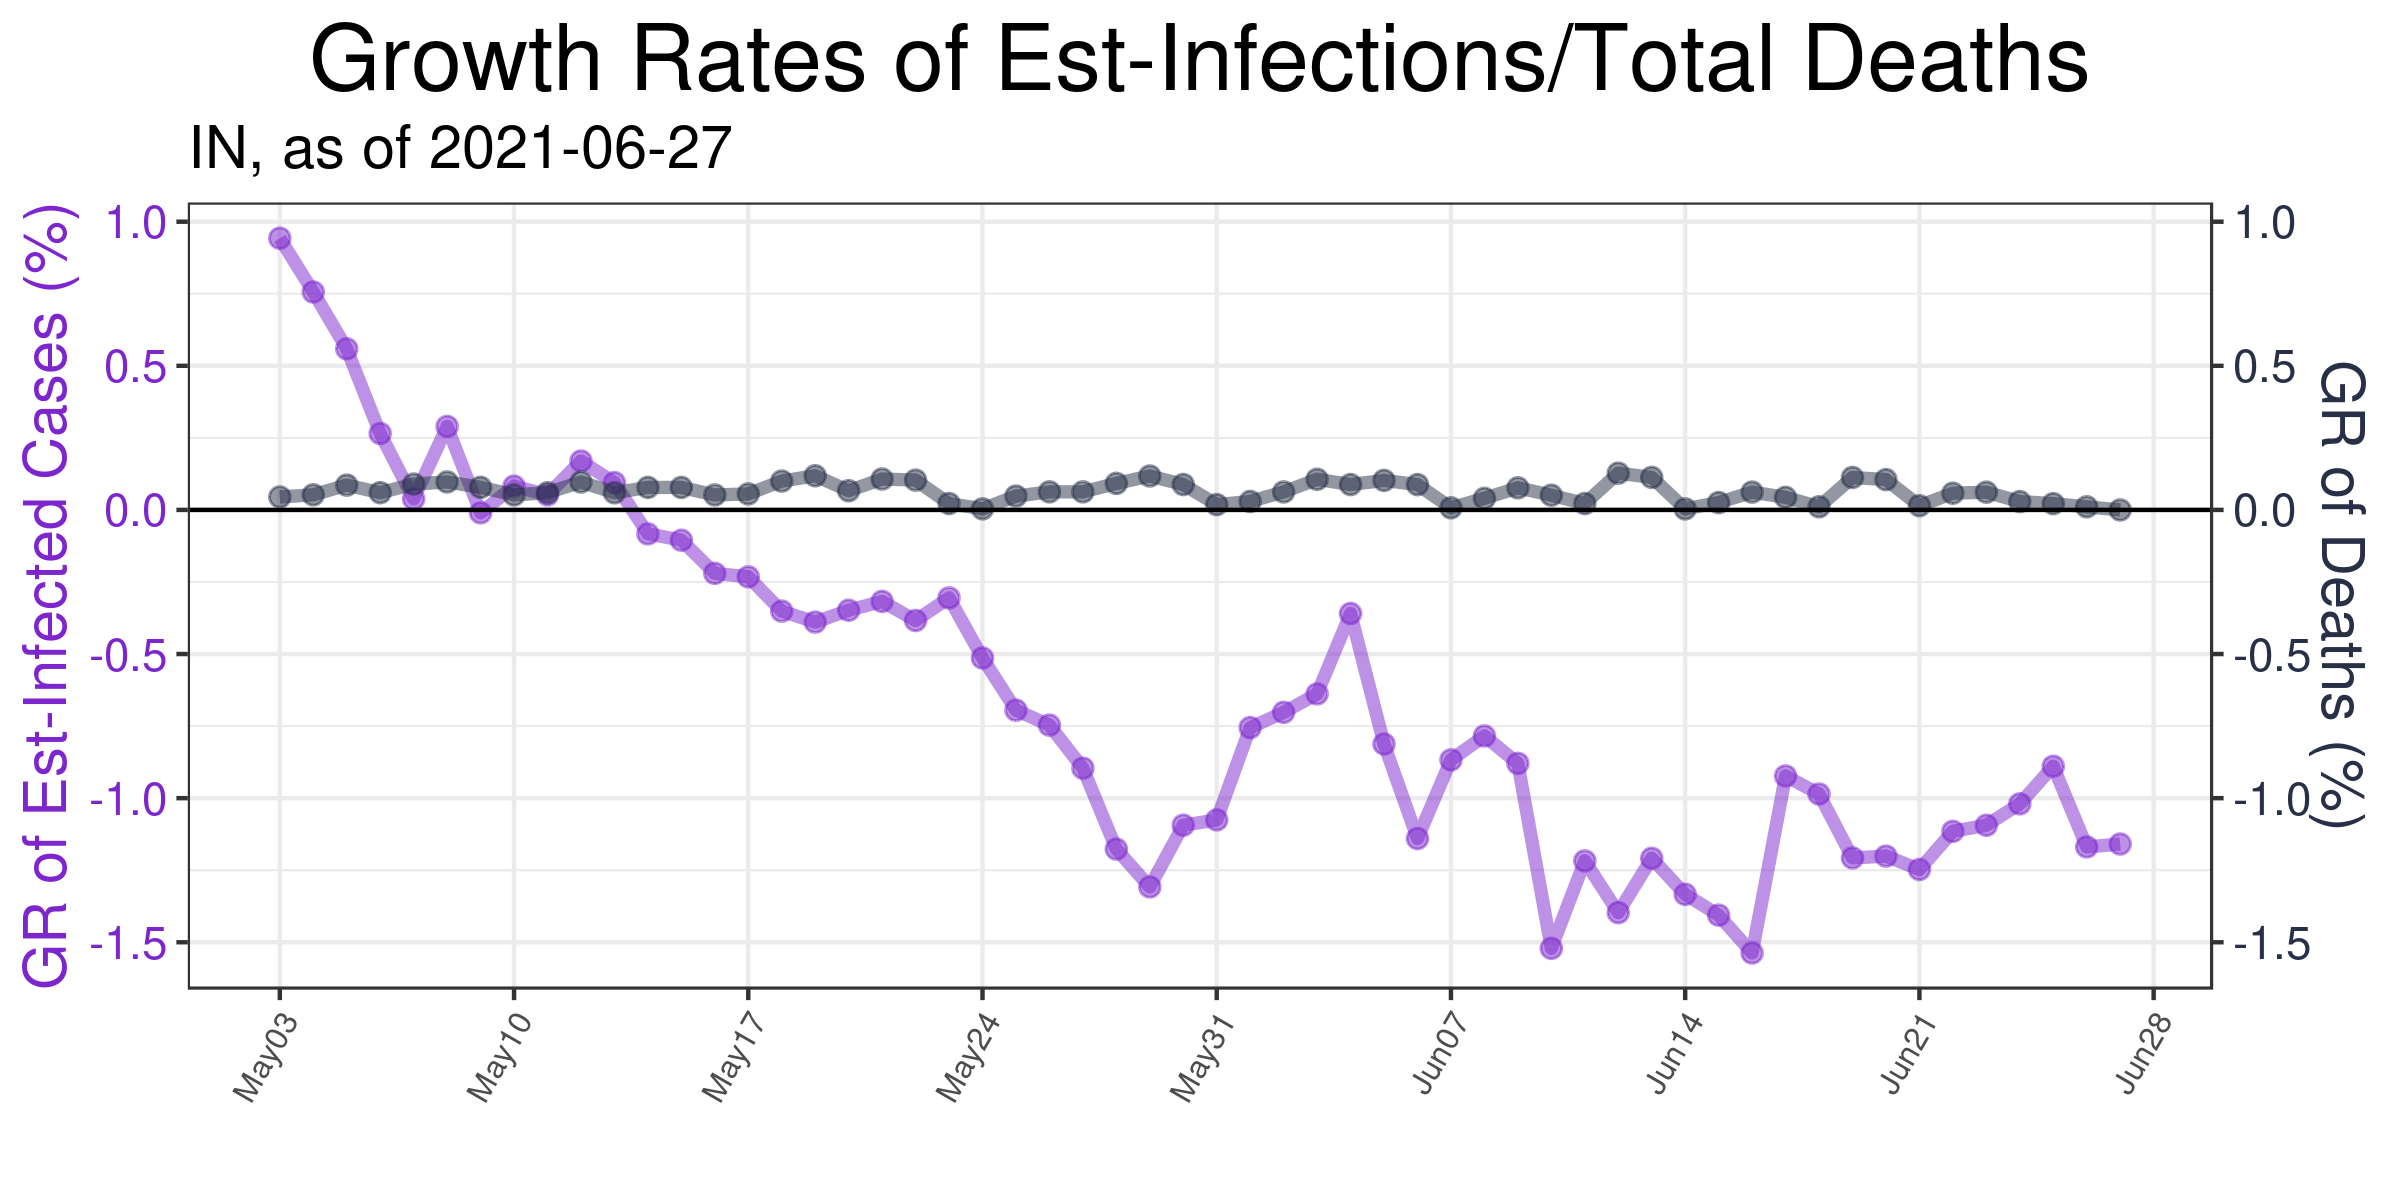 Growth Rates of Est-Infections/Total Deaths
IN, as of 2021-06-27
GR of Est-Infected Cases (%)
1.0
0.5
0.0
-0.5
-1.0
-1.5
1.0
0.5
0.0
-0.5
-1.0
-1.5
GR of Deaths (%)
May03
May10
May17
May24
May31
Jun07
Jun14
Jun21
Jun28